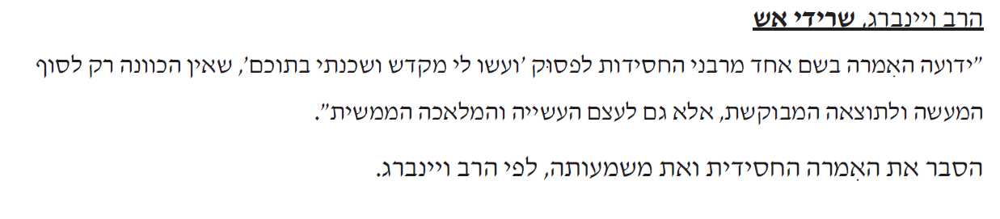 הרב ויינברג, שרידי אש
"ידועה האִמרה בשם אחד מרבני החסידות לפסוּק 'ועשו לי מקדש ושכנתי בתוכם', שאין הכוונה רק לסוף
המעשה ולתוצאה המבוקשת, אלא גם לעצם העשייה והמלאכה הממשית".
הסבר את האִמרה החסידית ואת משמעותה, לפי הרב ויינברג.